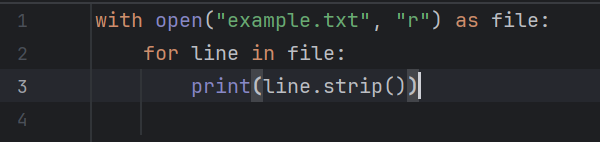 1 with open("example.txt", "r") as file:
2     for line in file:
3         print(line.strip())
4